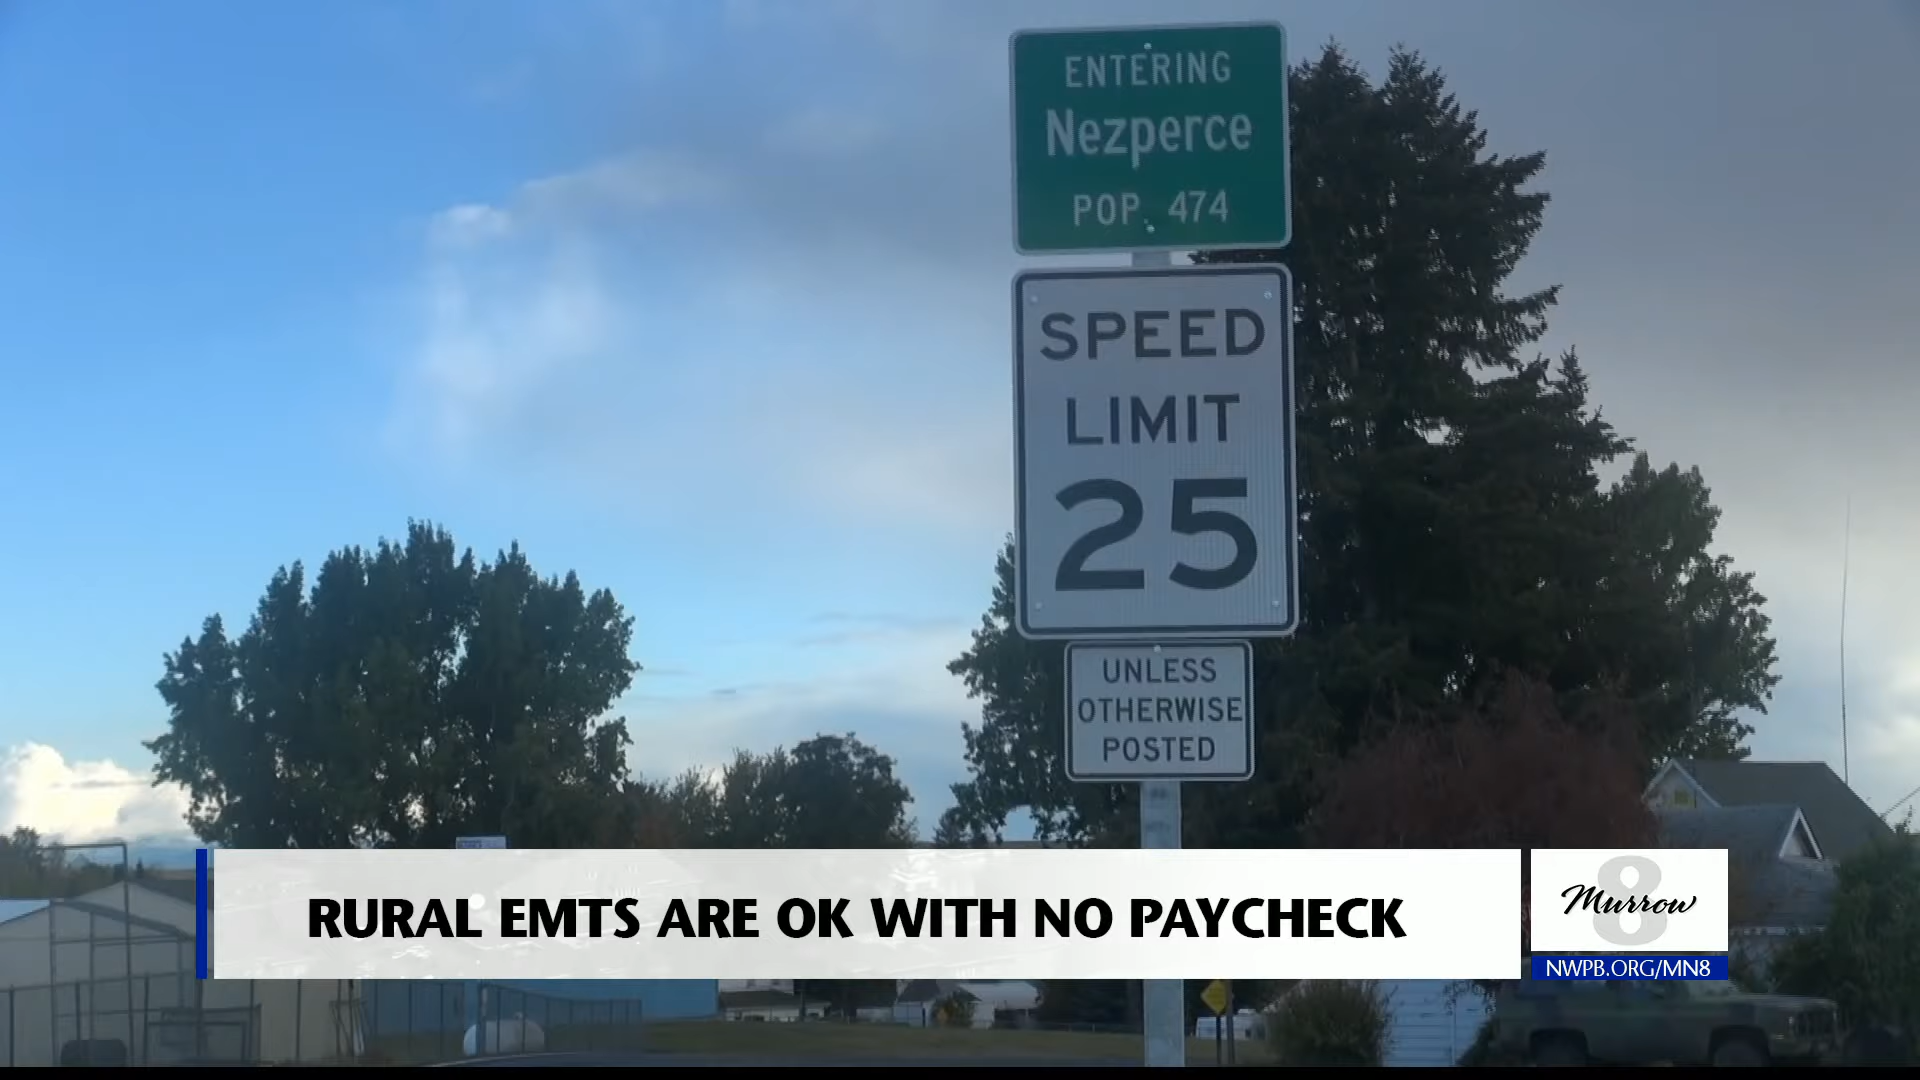 ENTERING
Nezperce
POP. 474
SPEED
LIMIT
25
UNLESS
OTHERWISE
POSTED
RURAL EMTS ARE OK WITH NO PAYCHECK
8
Murrow
NWPB.ORG/MN8